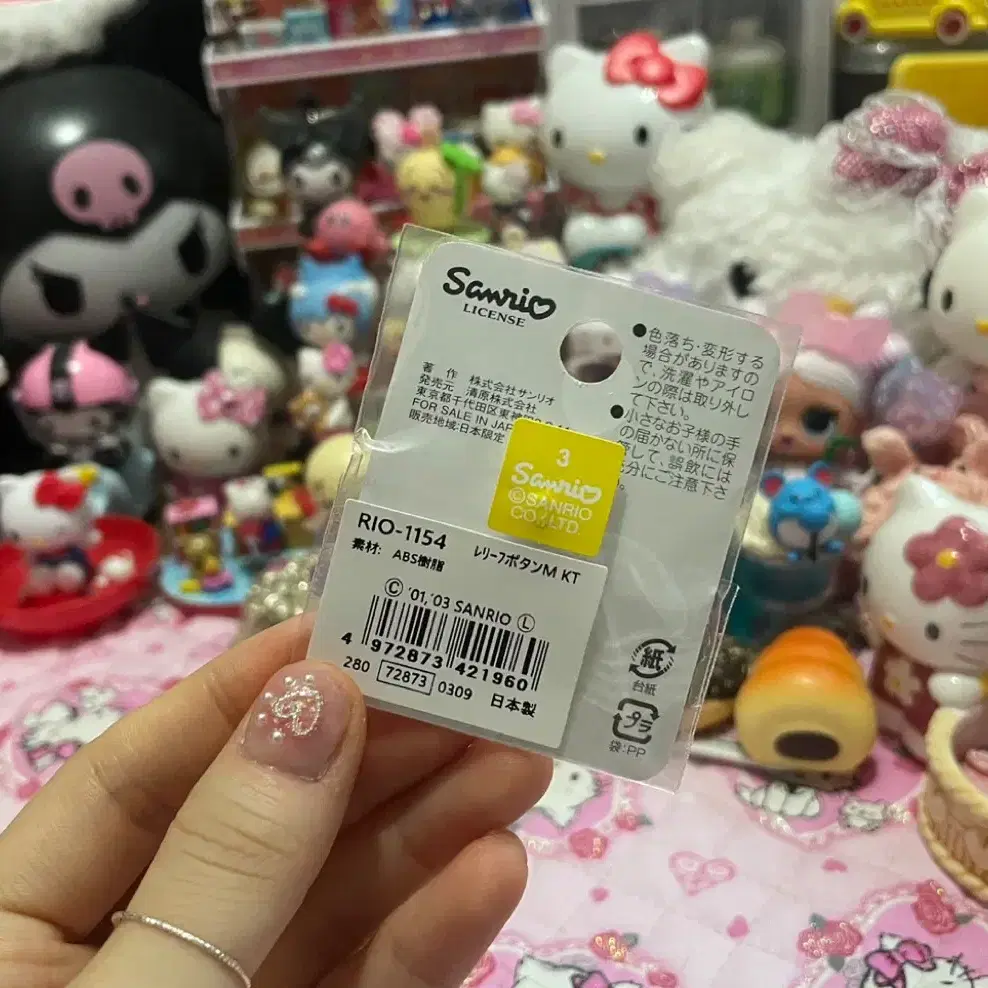 Sanrio
LICENSE
著 作 株式会社サンリオ
発売元 清原株式会社
東京都千代田区東神
FOR SALE IN JAP
販売地域:日本限定
●色落ち・変形する
場合がありますの
で、洗濯やアイロ
ンの際は取り外し
て下さい。
●小さなお子様の手
の届かない所に保
して、誤飲には
分にご注意下さ
。
3
Sanrio
©SANRIO
CO.,LTD.
RIO-1154 レリーフボタンM KT
素材: ABS樹脂
© '01,'03 SANRIO Ⓛ
4 972873 421960
280 72873 0309 日本製
紙
台紙
プラ
袋:PP